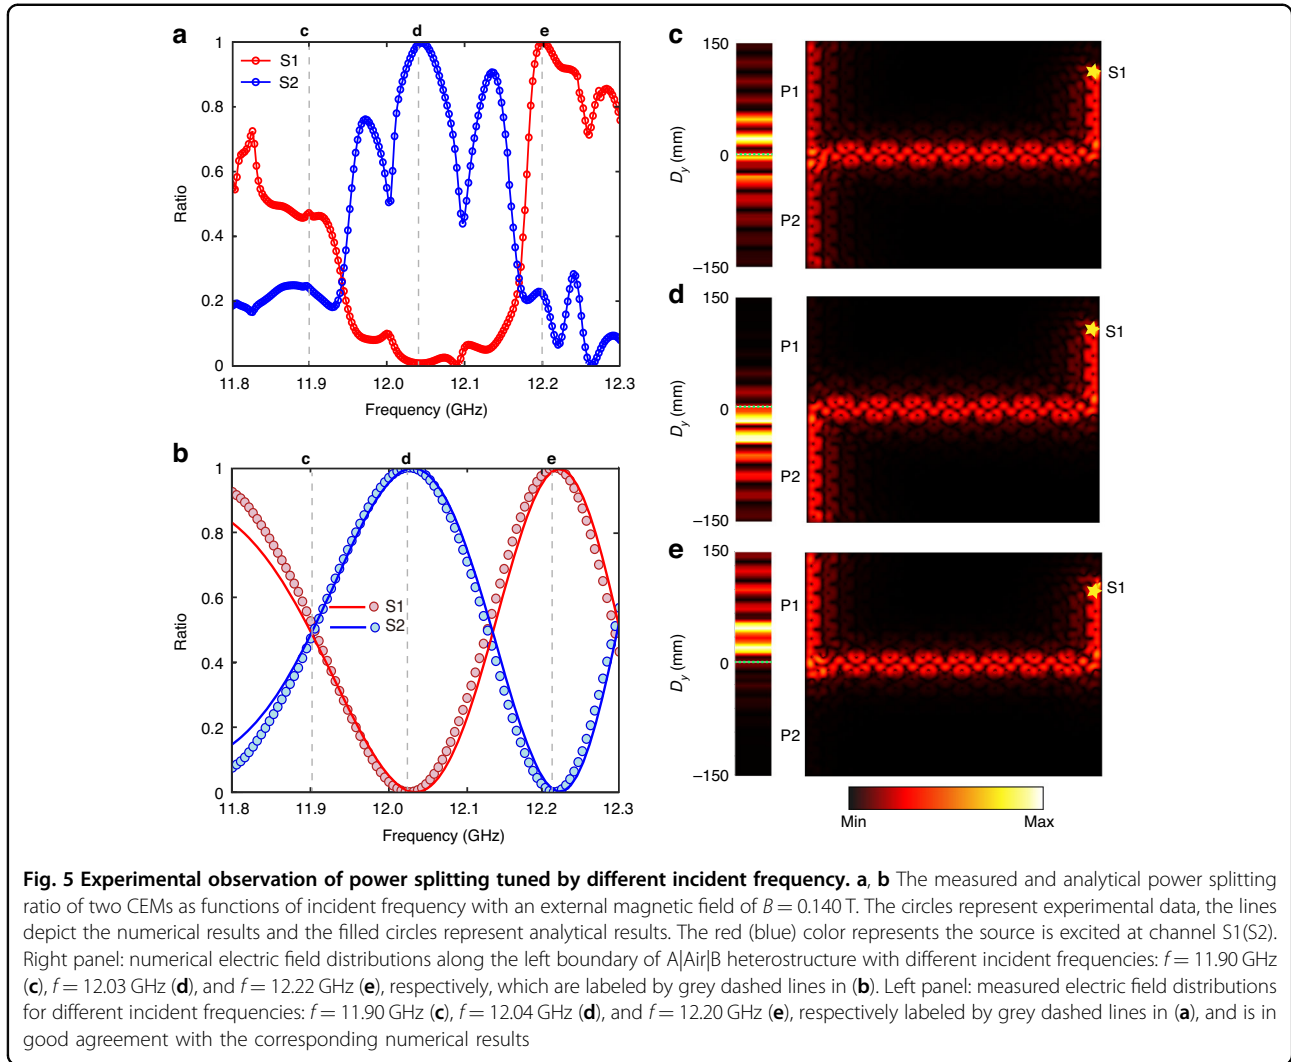 a
c
d
e
1
0.8
0.6
0.4
0.2
0
Ratio
S1
S2
11.8
11.9
12.0
12.1
12.2
12.3
Frequency (GHz)
b
c
d
e
1
0.8
0.6
0.4
0.2
0
Ratio
S1
S2
11.8
11.9
12.0
12.1
12.2
12.3
Frequency (GHz)
c
150
0
−150
Dy (mm)
P1
P2
S1
d
150
0
−150
Dy (mm)
P1
P2
S1
e
150
0
−150
Dy (mm)
P1
P2
S1
Min
Max
Fig. 5 Experimental observation of power splitting tuned by different incident frequency. a, b The measured and analytical power splitting
ratio of two CEMs as functions of incident frequency with an external magnetic field of B = 0.140 T. The circles represent experimental data, the lines
depict the numerical results and the filled circles represent analytical results. The red (blue) color represents the source is excited at channel S1(S2).
Right panel: numerical electric field distributions along the left boundary of A|Air|B heterostructure with different incident frequencies: f = 11.90 GHz
(c), f = 12.03 GHz (d), and f = 12.22 GHz (e), respectively, which are labeled by grey dashed lines in (b). Left panel: measured electric field distributions
for different incident frequencies: f = 11.90 GHz (c), f = 12.04 GHz (d), and f = 12.20 GHz (e), respectively labeled by grey dashed lines in (a), and is in
good agreement with the corresponding numerical results